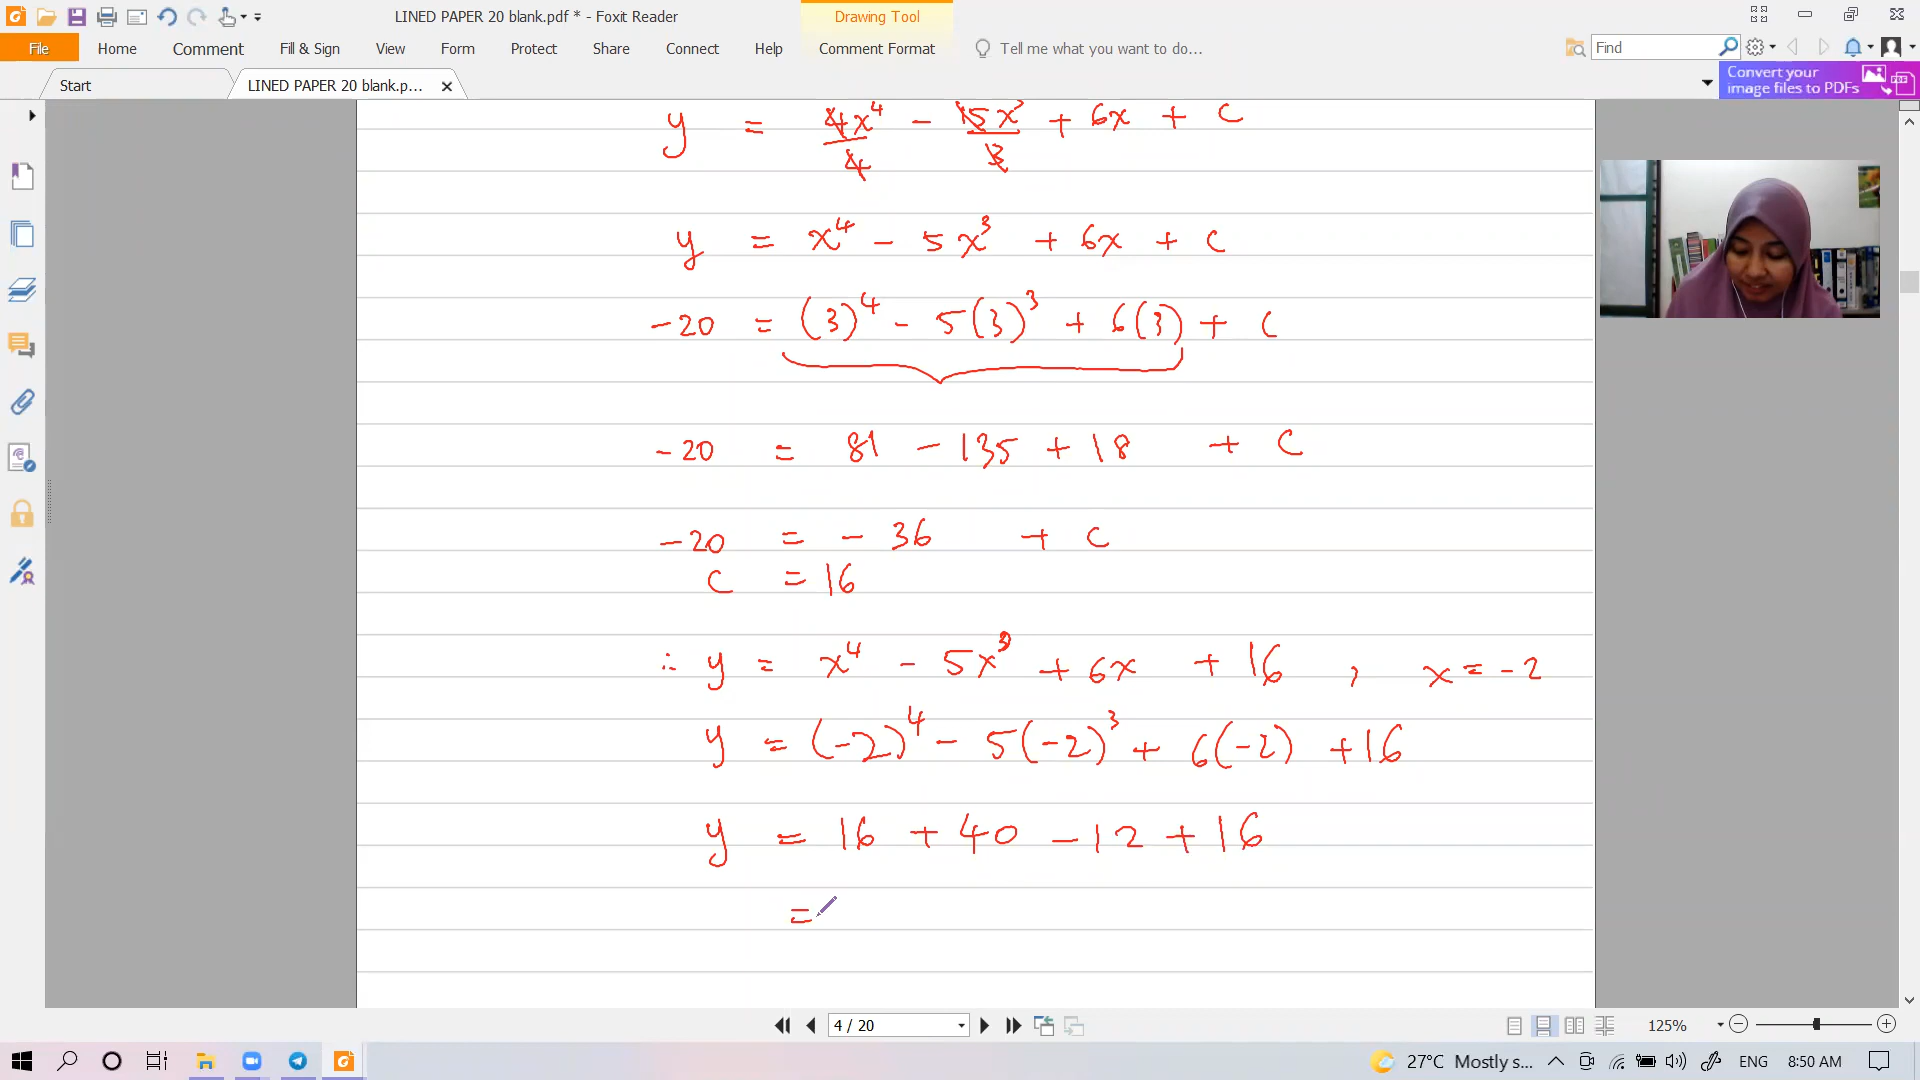 LINED PAPER 20 blank.pdf * - Foxit Reader
Drawing Tool
File Home Comment Fill & Sign View Form Protect Share Connect Help Comment Format Tell me what you want to do... Find
Start LINED PAPER 20 blank.p...
Convert your
image files to PDFs
y = 4x⁴/4 - 15x³/3 + 6x + C
y = x⁴ - 5x³ + 6x + C
-20 = (3)⁴ - 5(3)³ + 6(3) + C
-20 = 81 - 135 + 18 + C
-20 = - 36 + C
C = 16
∴ y = x⁴ - 5x³ + 6x + 16 , x = -2
y = (-2)⁴ - 5(-2)³ + 6(-2) + 16
y = 16 + 40 - 12 + 16
=
4 / 20
125%
27°C Mostly s... ENG 8:50 AM